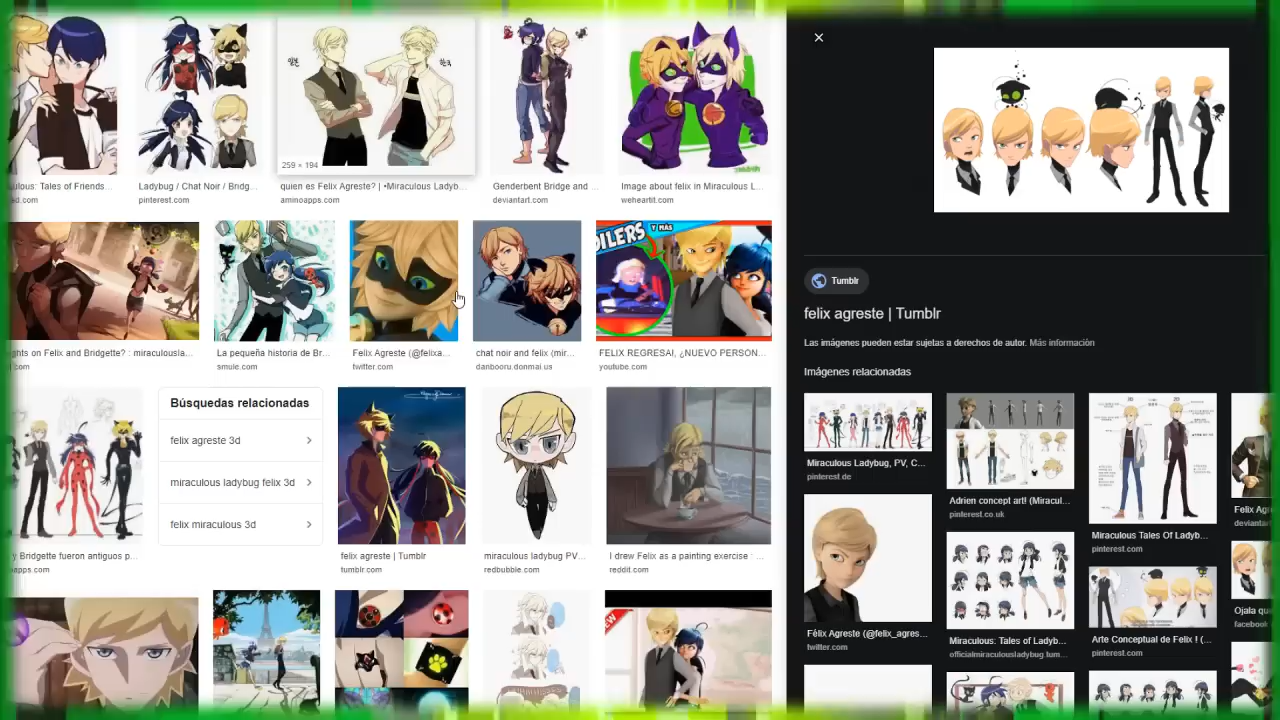 259 × 194
ulous: Tales of Friends...
ed.com
Ladybug / Chat Noir / Bridg...
pinterest.com
quien es Felix Agreste? | •Miraculous Ladyb...
aminoapps.com
Genderbent Bridge and ...
deviantart.com
Image about felix in Miraculous L...
weheartit.com
OILERS Y MÁS
ghts on Felix and Bridgette? : miraculousla...
t.com
La pequeña historia de Br...
smule.com
Felix Agreste (@felixa...
twitter.com
chat noir and felix (mir...
danbooru.donmai.us
FELIX REGRESA!, ¿NUEVO PERSON...
youtube.com
y Bridgette fueron antiguos p...
apps.com
Búsquedas relacionadas
felix agreste 3d
miraculous ladybug felix 3d
felix miraculous 3d
felix agreste | Tumblr
tumblr.com
miraculous ladybug PV...
redbubble.com
I drew Felix as a painting exercise : ...
reddit.com
NEW
Tumblr
felix agreste | Tumblr
Las imágenes pueden estar sujetas a derechos de autor. Más información
Imágenes relacionadas
Miraculous Ladybug, PV, C...
pinterest.de
Adrien concept art! (Miracul...
pinterest.co.uk
Miraculous Tales Of Ladyb...
pinterest.com
Felix Agr
deviantart
Félix Agreste (@felix_agres...
twitter.com
Miraculous: Tales of Ladyb...
officialmiraculousladybug.tum...
Arte Conceptual de Felix ! (...
pinterest.com
Ojala que
facebook